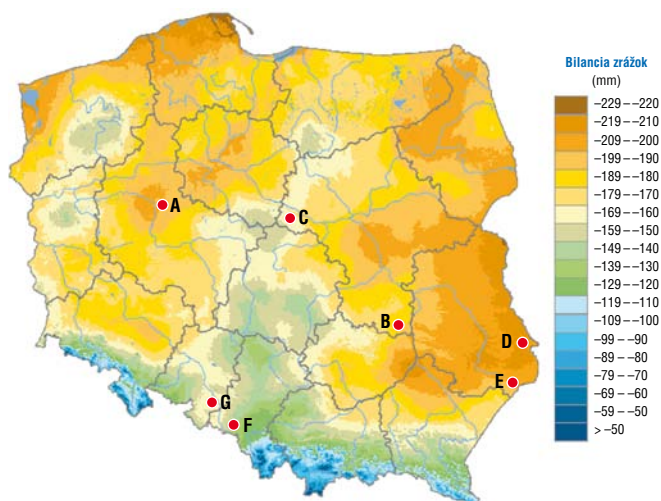 Bilancia zrážok
(mm)
–229 – –220
–219 – –210
–209 – –200
–199 – –190
–189 – –180
–179 – –170
–169 – –160
–159 – –150
–149 – –140
–139 – –130
–129 – –120
–119 – –110
–109 – –100
–99 – –90
–89 – –80
–79 – –70
–69 – –60
–59 – –50
> –50
A
C
B
D
E
G
F